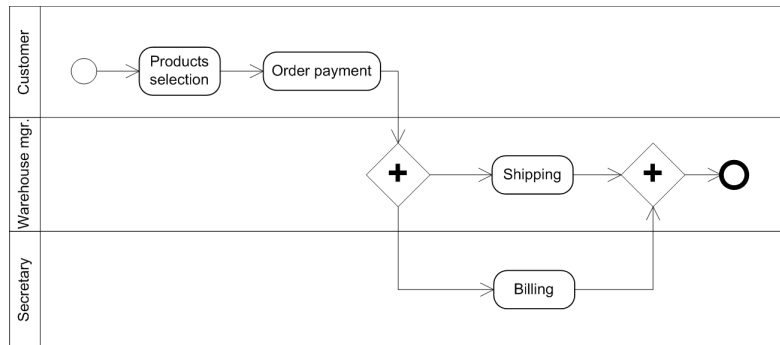 Customer
Products
selection
Order payment
Warehouse mgr.
Shipping
Secretary
Billing